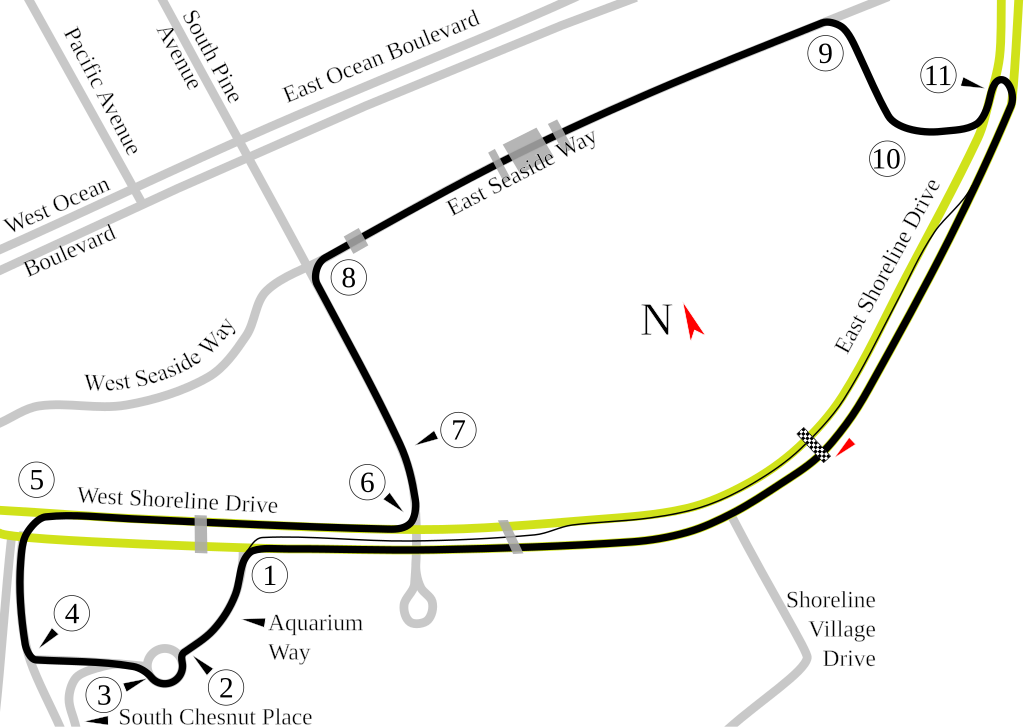 Pacific Avenue
South Pine
Avenue
East Ocean Boulevard
West Ocean
Boulevard
East Seaside Way
9
11
10
8
N
East Shoreline Drive
West Seaside Way
7
6
5
West Shoreline Drive
1
4
Aquarium
Way
2
3
South Chesnut Place
Shoreline
Village
Drive